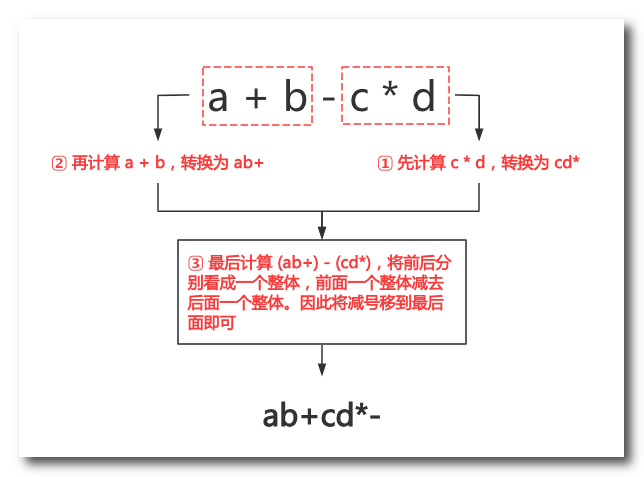 a + b - c * d
② 再计算 a + b，转换为 ab+
① 先计算 c * d，转换为 cd*
③ 最后计算 (ab+) - (cd*)，将前后分
别看成一个整体，前面一个整体减去
后面一个整体。因此将减号移到最后
面即可
ab+cd*-